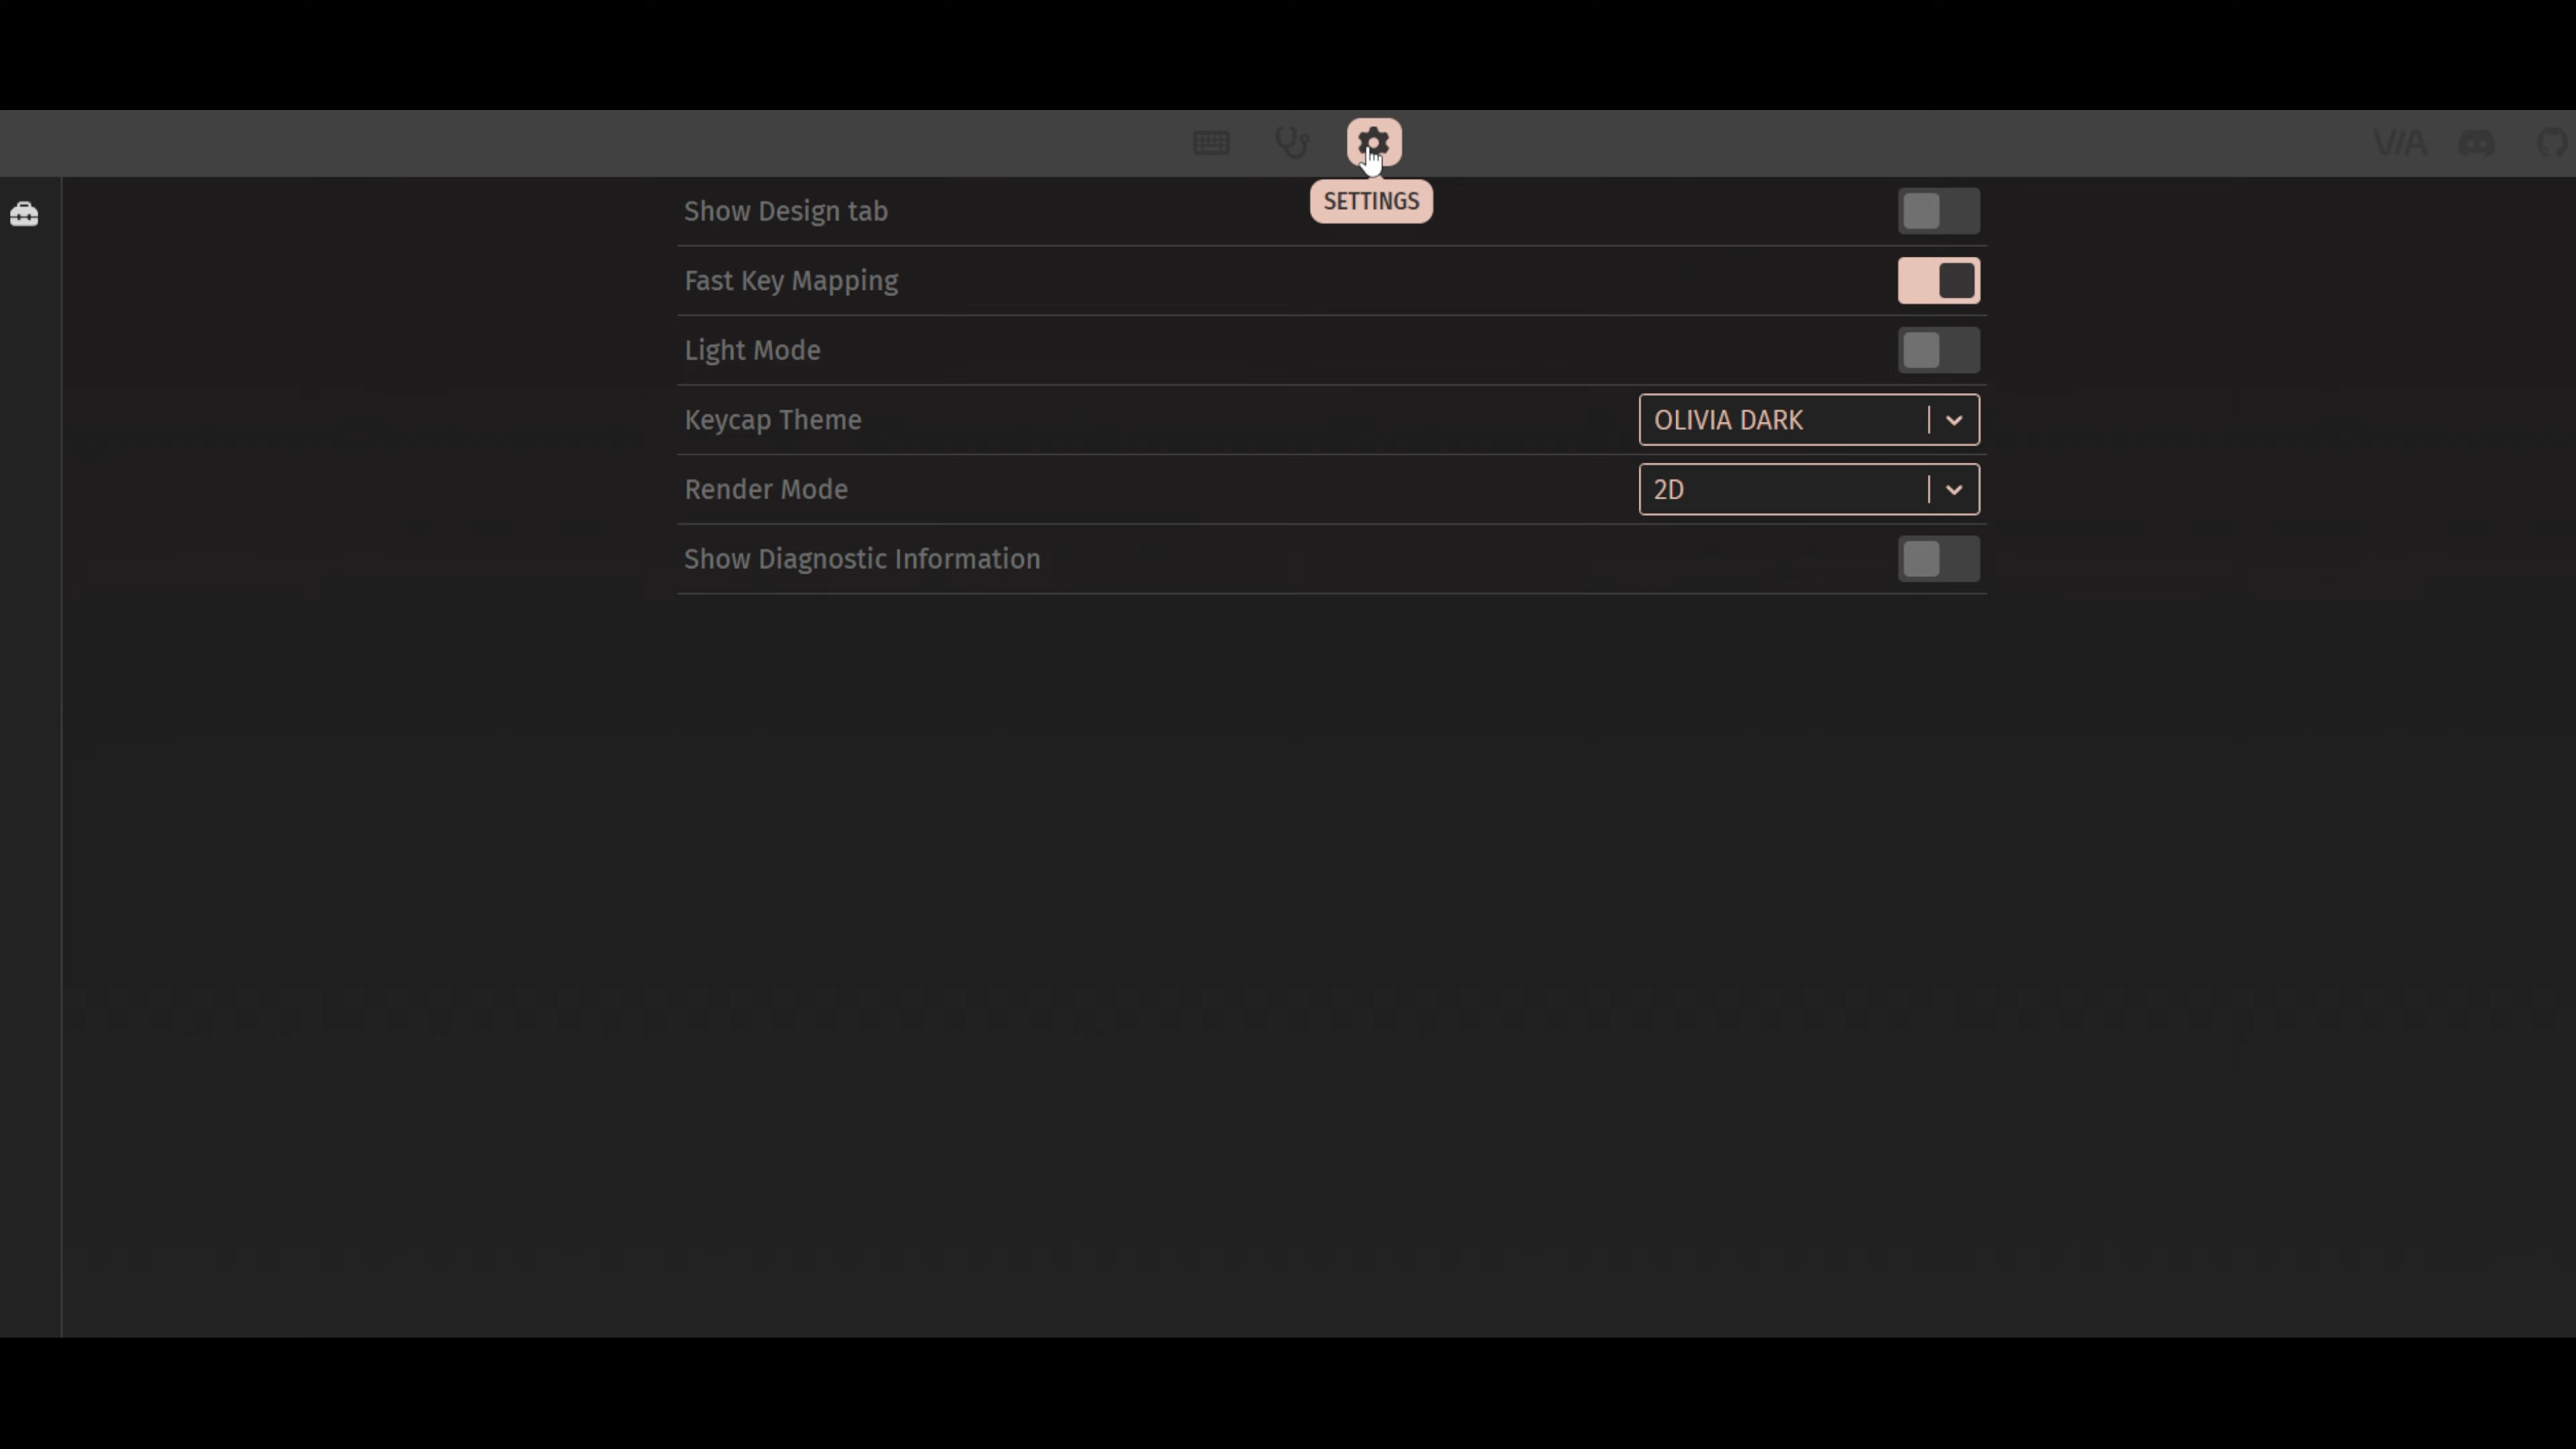 VIA
SETTINGS
Show Design tab
Fast Key Mapping
Light Mode
Keycap Theme
OLIVIA DARK
Render Mode
2D
Show Diagnostic Information